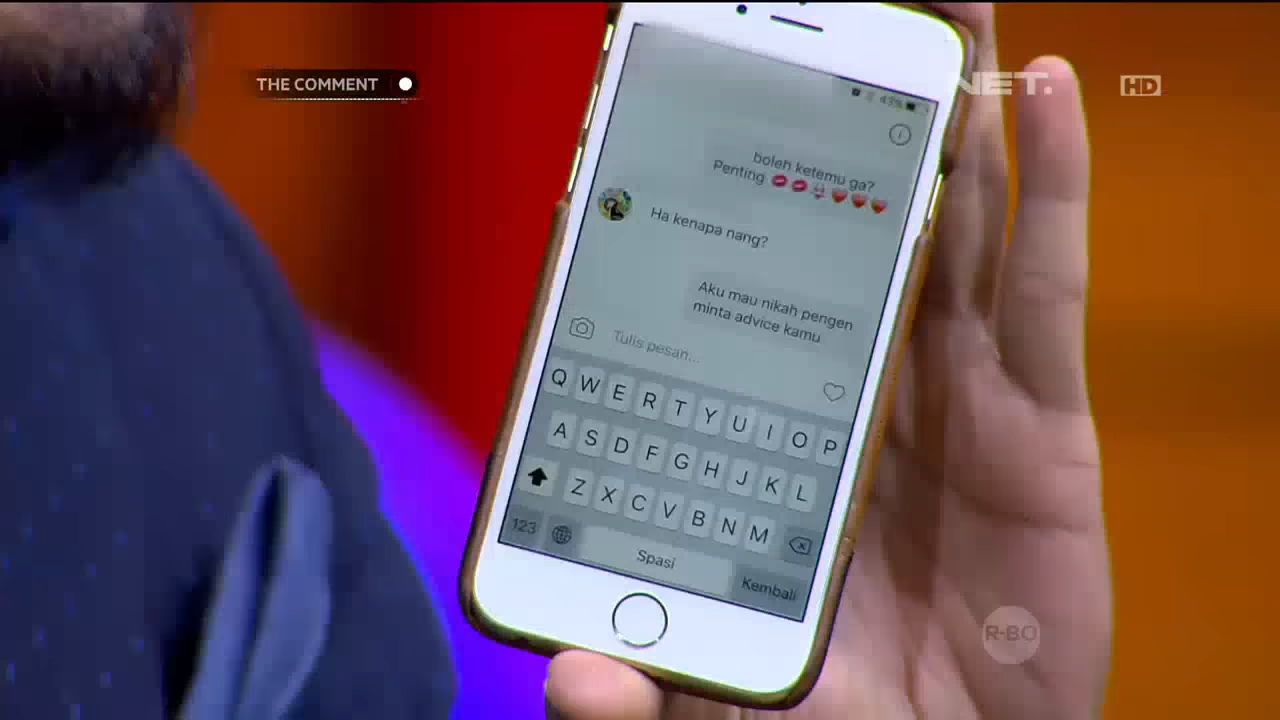 THE COMMENT
NET.
HD
43%
boleh ketemu ga?
Penting 💋💋👙❤️❤️❤️
Ha kenapa nang?
Aku mau nikah pengen
minta advice kamu
Tulis pesan...
Q W E R T Y U I O P
A S D F G H J K L
Z X C V B N M
123
Spasi
Kembali
R-BO